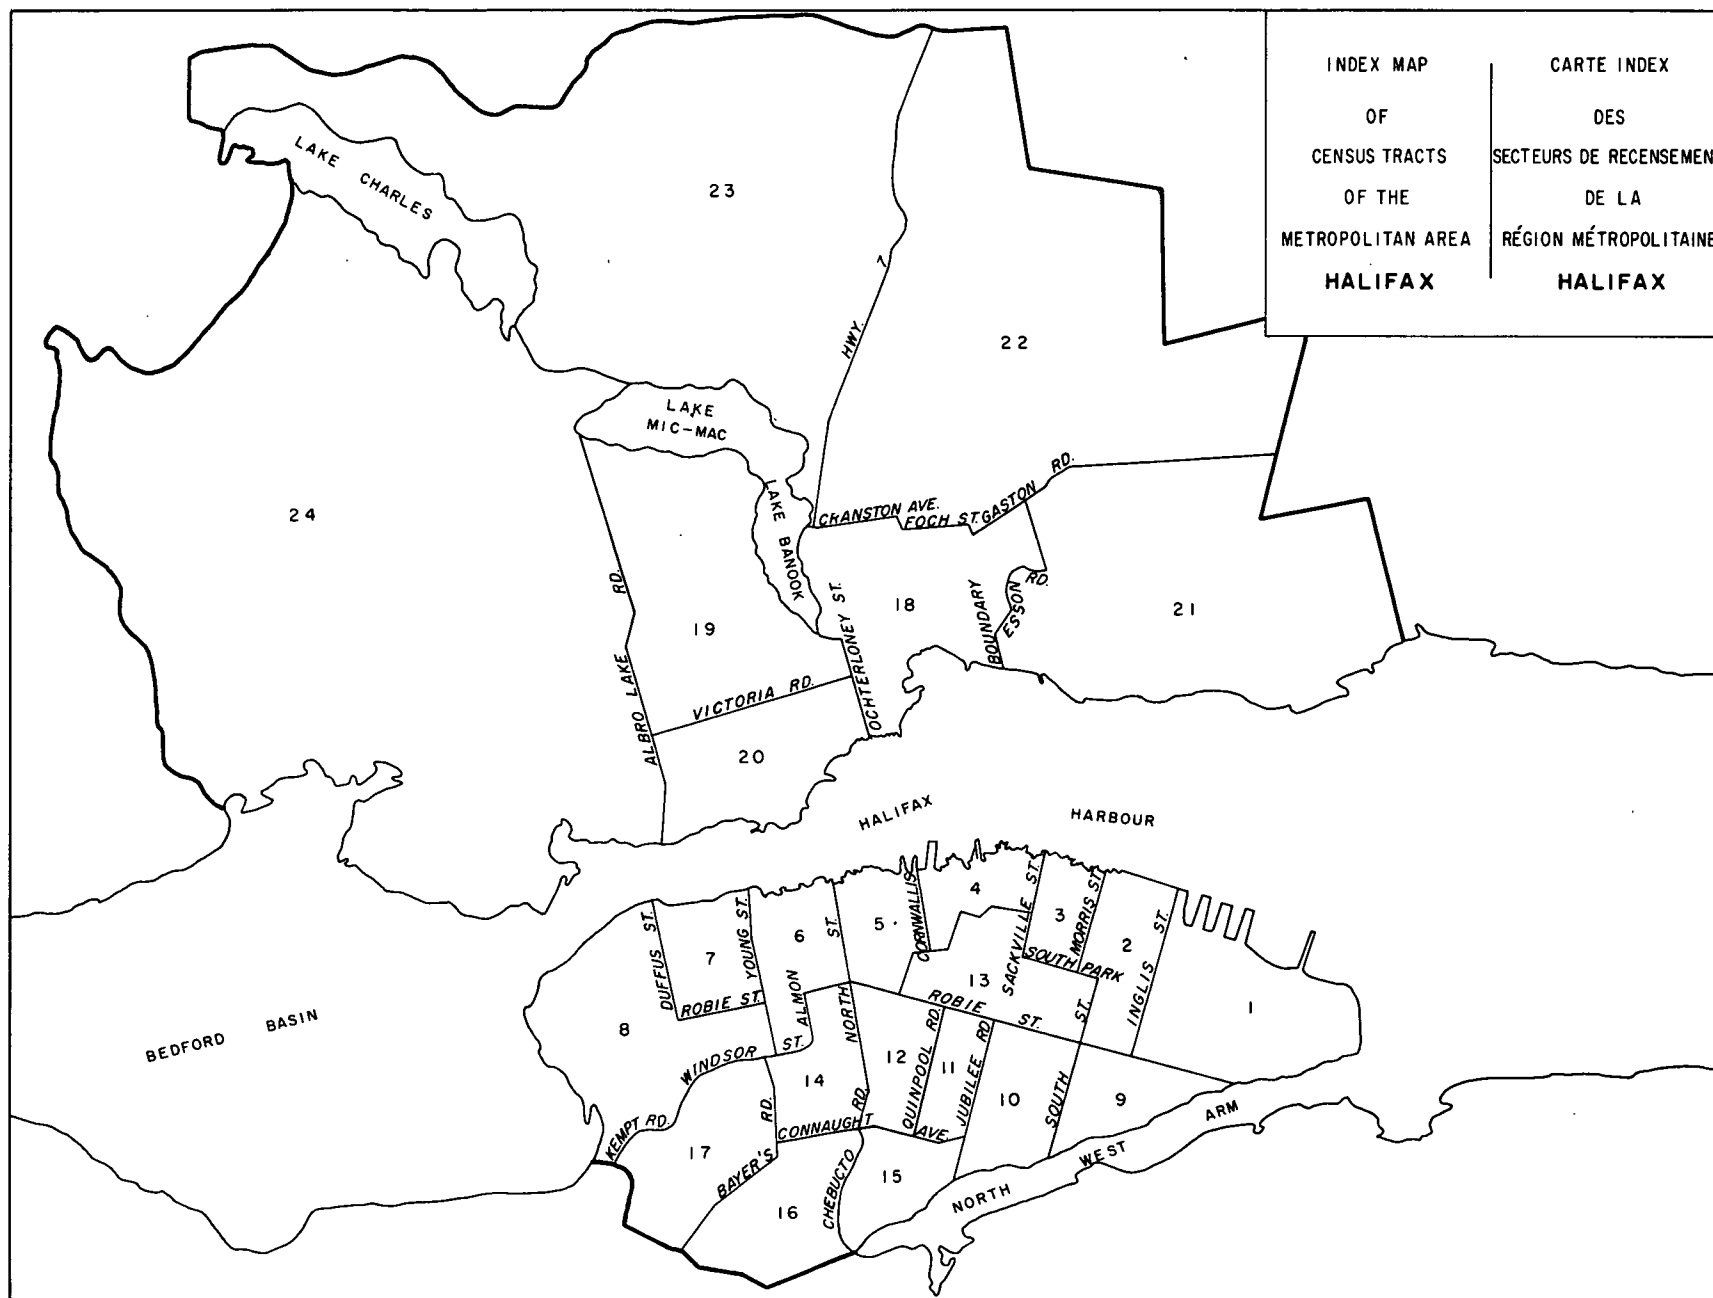 INDEX MAP
OF
CENSUS TRACTS
OF THE
METROPOLITAN AREA
HALIFAX
CARTE INDEX
DES
SECTEURS DE RECENSEMEN
DE LA
RÉGION MÉTROPOLITAINE
HALIFAX
LAKE CHARLES
23
HWY. 7
22
LAKE
MIC-MAC
24
LAKE BANOOK
CRANSTON AVE.
FOCH ST.
GASTON RD.
ALBRO LAKE RD.
19
OCHTERLONEY ST.
18
BOUNDARY
ESSON RD.
21
VICTORIA RD.
20
HALIFAX HARBOUR
BEDFORD BASIN
DUFFUS ST.
7
YOUNG ST.
6
NORTH ST.
5
CORNWALLIS
4
SACKVILLE ST.
3
MORRIS ST.
2
INGLIS ST.
1
SOUTH PARK ST.
13
ROBIE ST.
ROBIE ST.
ALMON
8
WINDSOR ST.
KEMPT RD.
14
12
QUINPOOL RD.
11
JUBILEE RD.
10
SOUTH
9
CONNAUGHT AVE.
17
BAYER'S RD.
16
CHEBUCTO RD.
15
NORTH WEST ARM